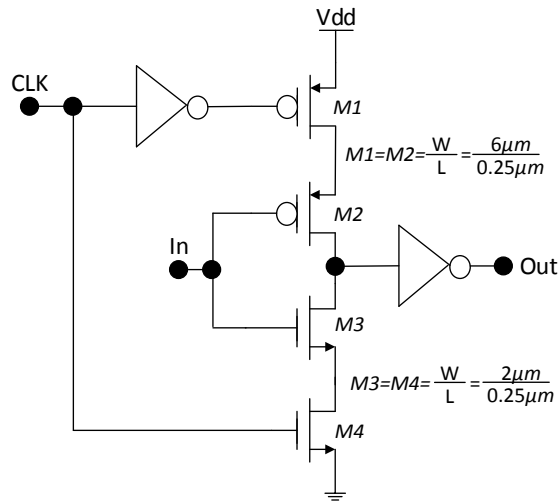 Vdd
CLK
M1
M1=M2= W/L = 6μm/0.25μm
M2
In
Out
M3
M3=M4= W/L = 2μm/0.25μm
M4